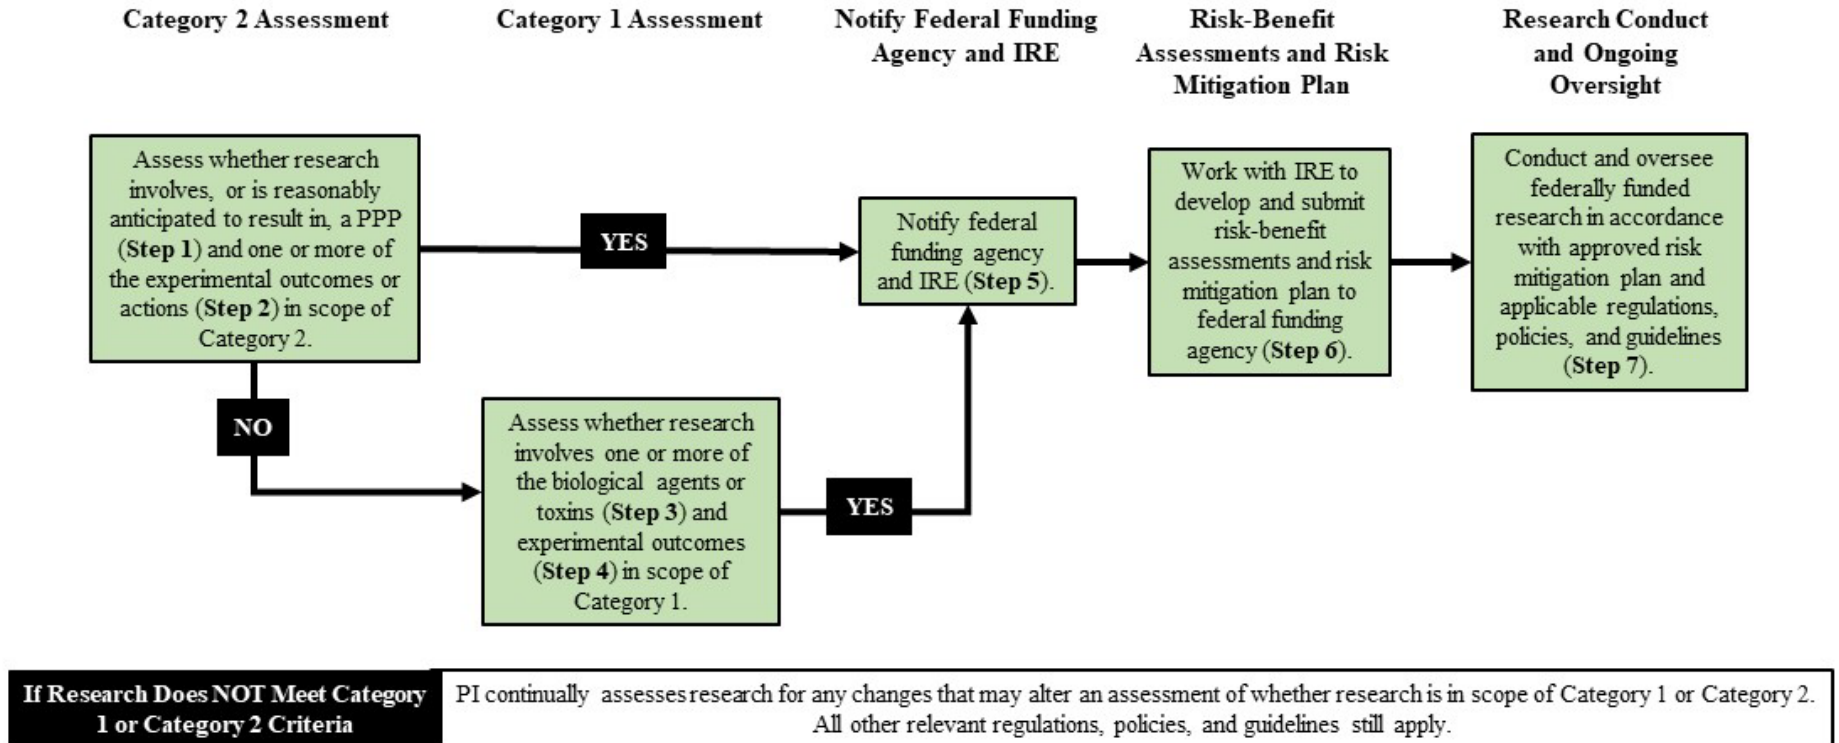 Category 2 Assessment
Category 1 Assessment
Notify Federal Funding
Agency and IRE
Risk-Benefit
Assessments and Risk
Mitigation Plan
Research Conduct
and Ongoing
Oversight
Assess whether research
involves, or is reasonably
anticipated to result in, a PPP
(Step 1) and one or more of
the experimental outcomes or
actions (Step 2) in scope of
Category 2.
YES
NO
Assess whether research
involves one or more of
the biological agents or
toxins (Step 3) and
experimental outcomes
(Step 4) in scope of
Category 1.
YES
Notify federal
funding agency
and IRE (Step 5).
Work with IRE to
develop and submit
risk-benefit
assessments and risk
mitigation plan to
federal funding
agency (Step 6).
Conduct and oversee
federally funded
research in accordance
with approved risk
mitigation plan and
applicable regulations,
policies, and guidelines
(Step 7).
If Research Does NOT Meet Category
1 or Category 2 Criteria
PI continually assesses research for any changes that may alter an assessment of whether research is in scope of Category 1 or Category 2.
All other relevant regulations, policies, and guidelines still apply.